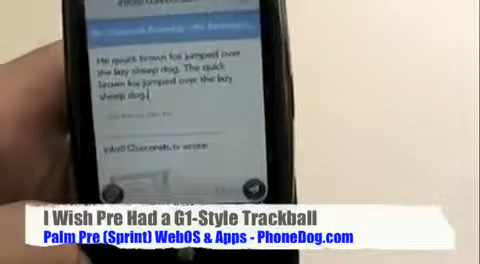 He quick brown fox jumped over
the lazy sheep dog. The quick
brown fox jumped over the lazy
sheep dog.
wrote:
I Wish Pre Had a G1-Style Trackball
Palm Pre (Sprint) WebOS & Apps - PhoneDog.com